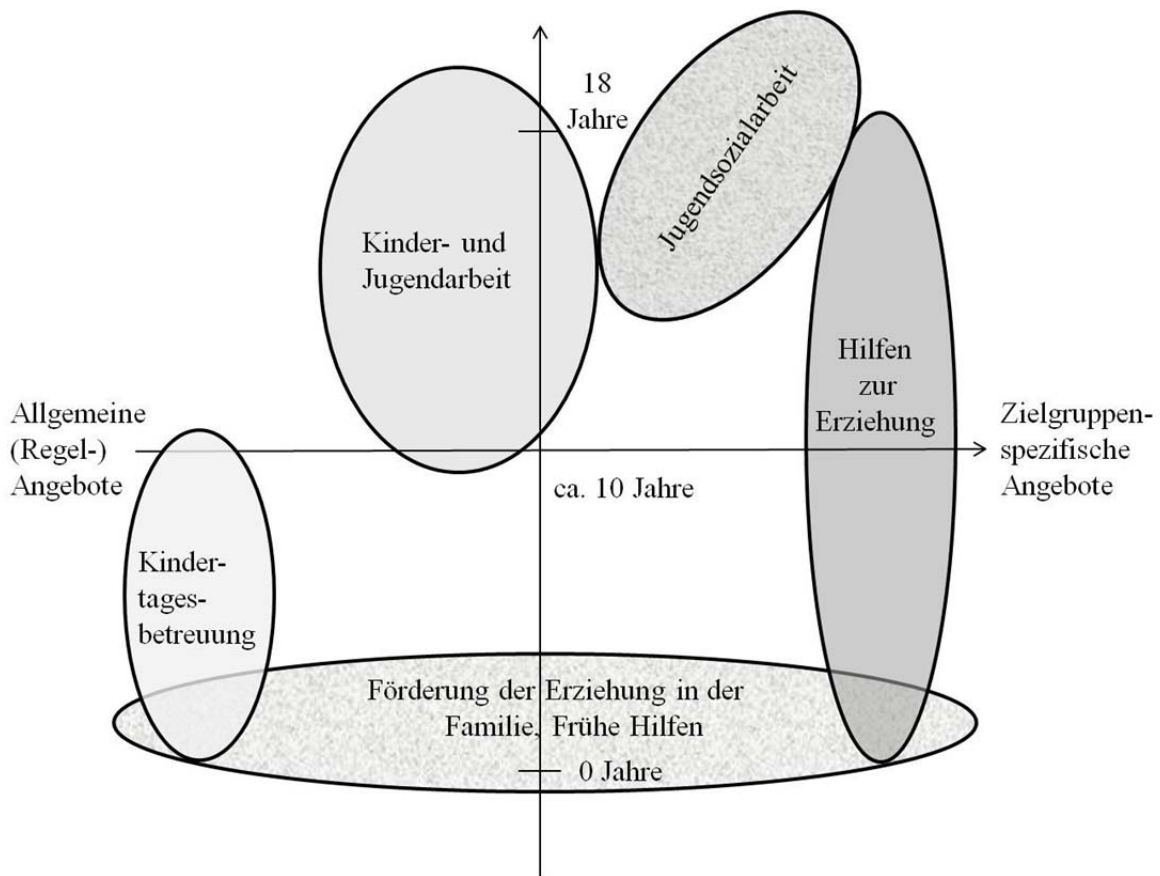 18
Jahre
Jugendsozialarbeit
Kinder- und
Jugendarbeit
Hilfen
zur
Erziehung
Allgemeine
(Regel-)
Angebote
Zielgruppen-
spezifische
Angebote
ca. 10 Jahre
Kinder-
tages-
betreuung
Förderung der Erziehung in der
Familie, Frühe Hilfen
0 Jahre